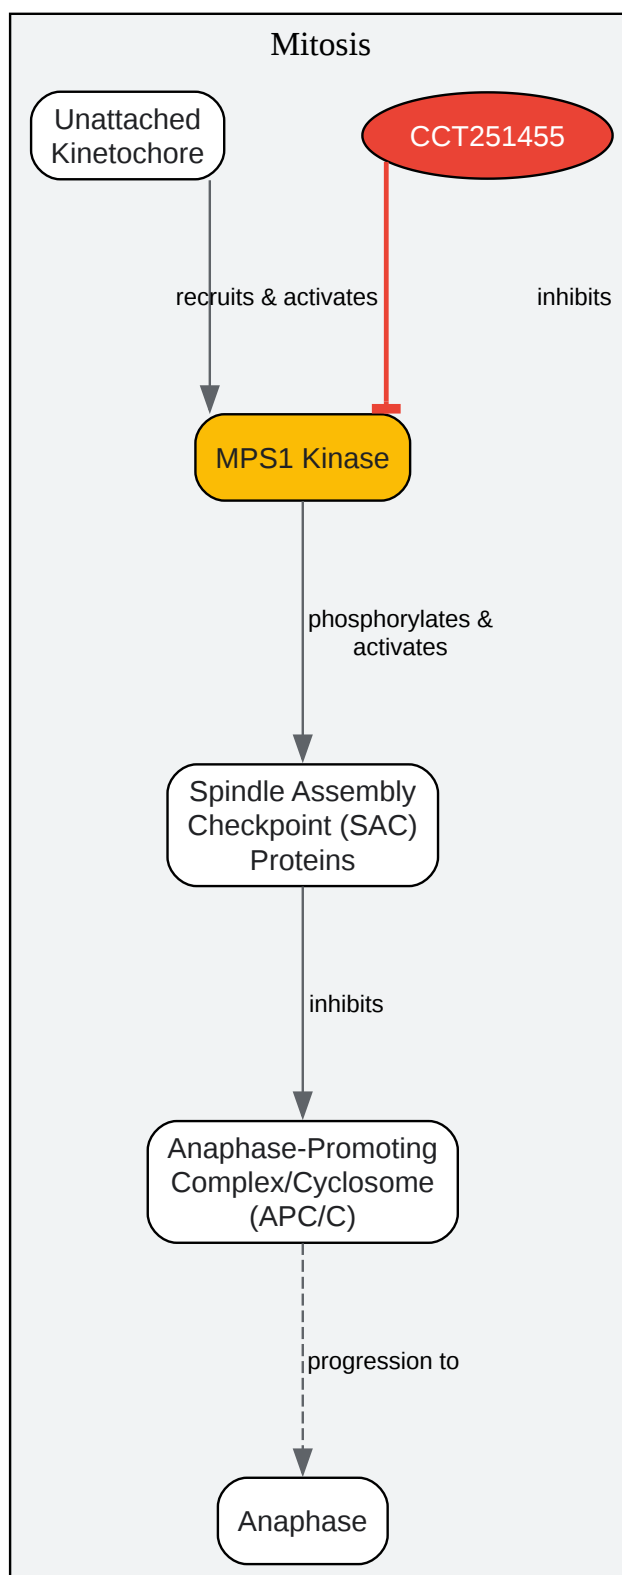 Mitosis
Unattached
Kinetochore
CCT251455
recruits & activates
inhibits
MPS1 Kinase
phosphorylates &
activates
Spindle Assembly
Checkpoint (SAC)
Proteins
inhibits
Anaphase-Promoting
Complex/Cyclosome
(APC/C)
progression to
Anaphase